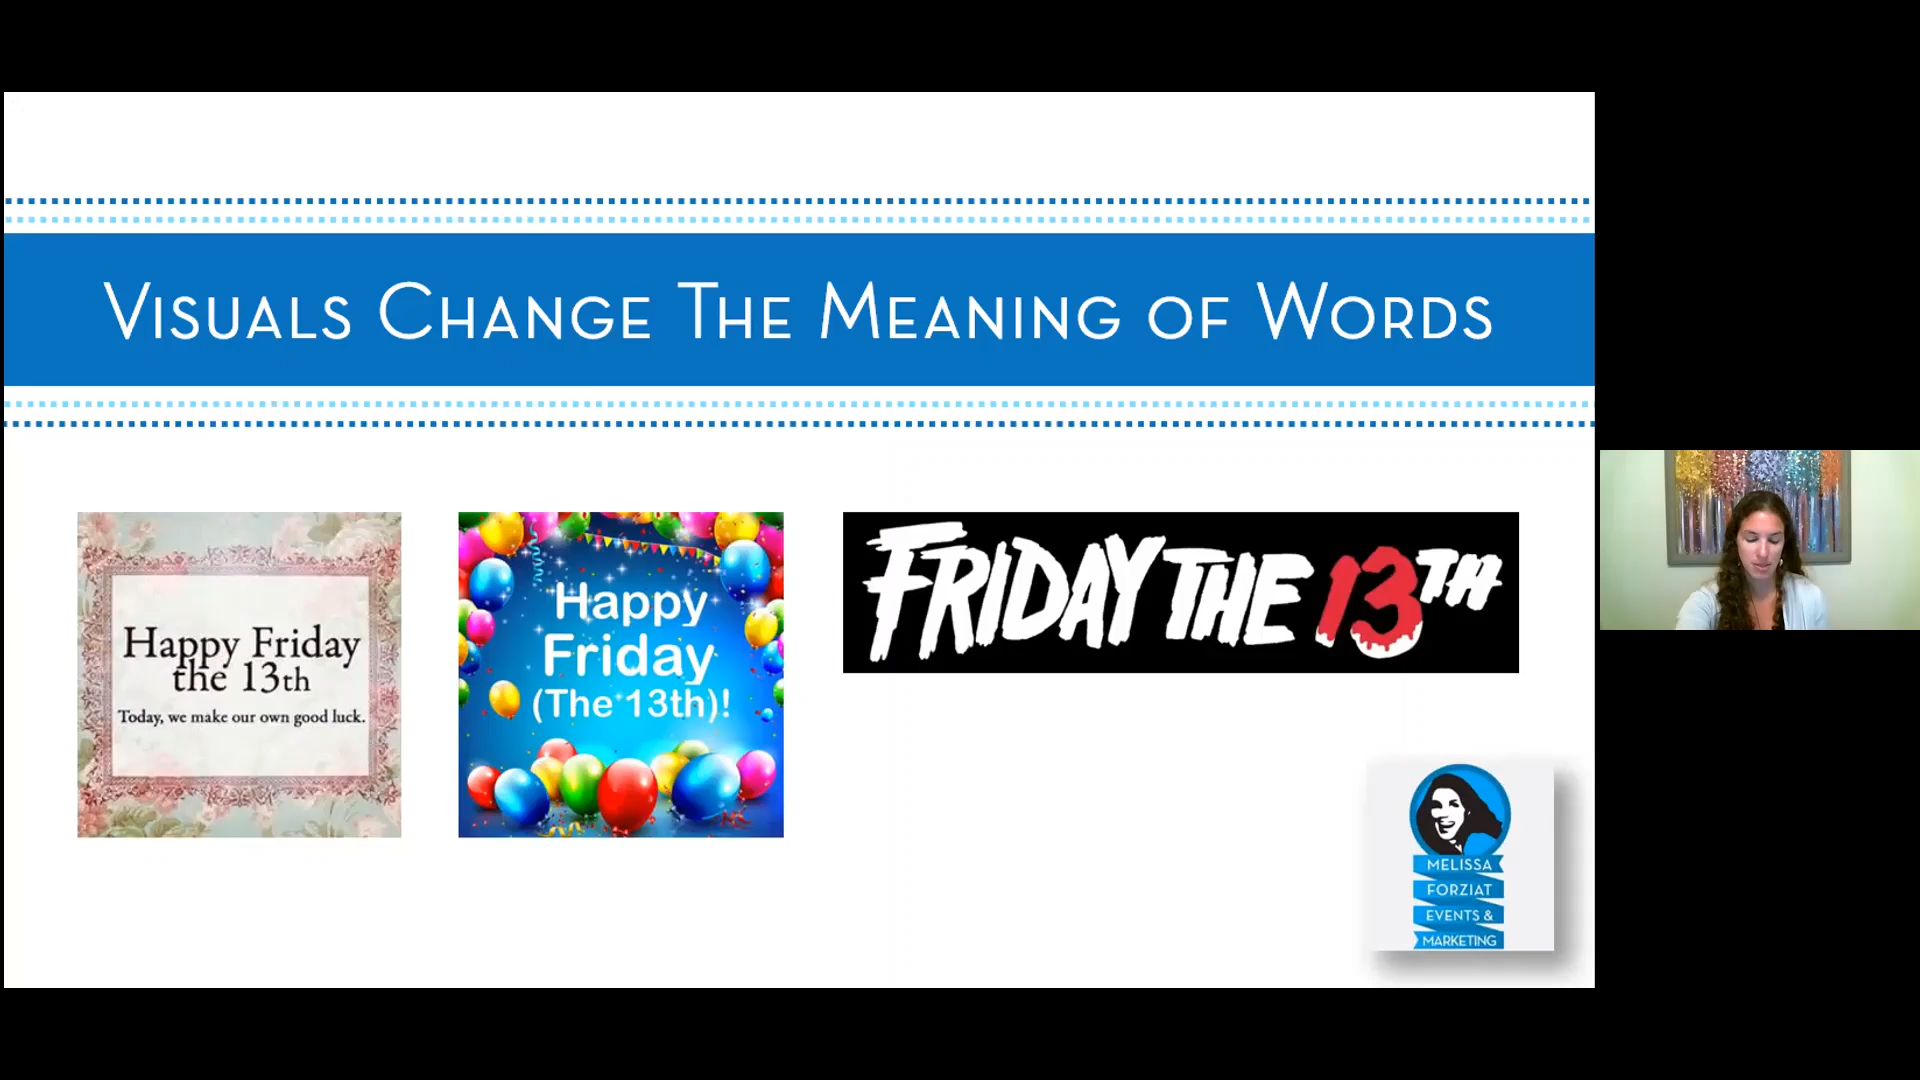 Visuals Change The Meaning of Words
Happy Friday
the 13th
Today, we make our own good luck.
Happy
Friday
(The 13th)!
FRIDAY THE 13TH
MELISSA
FORZIAT
EVENTS &
MARKETING